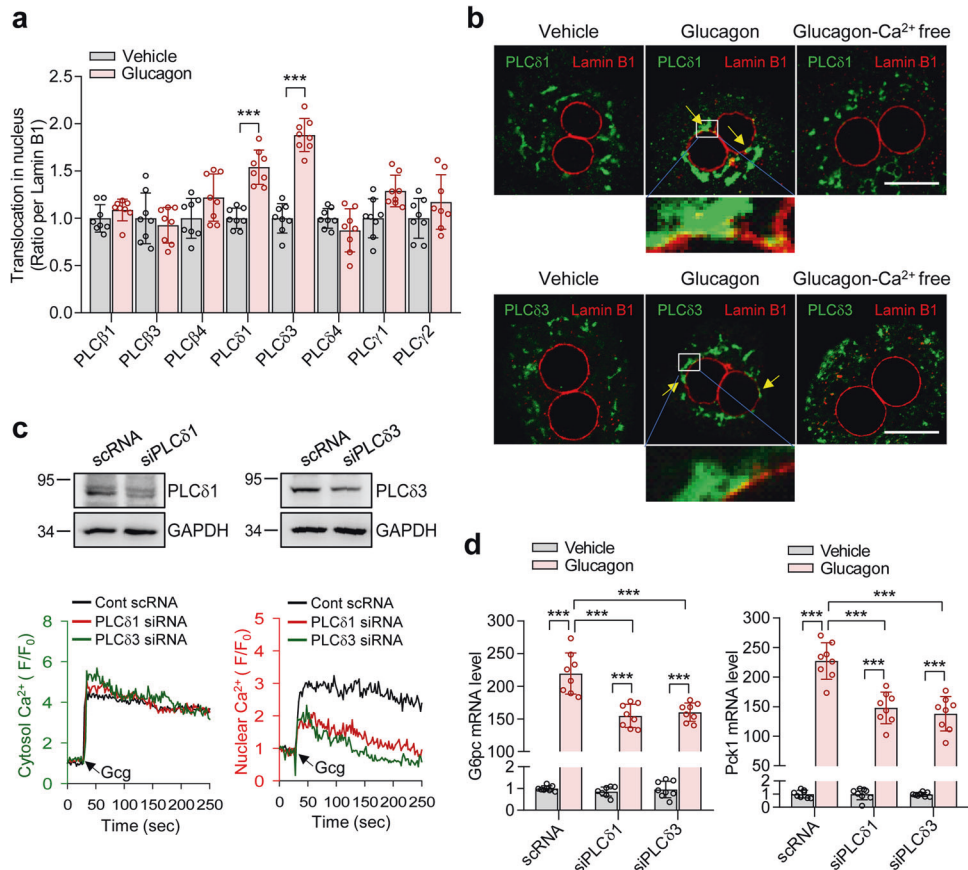 a
Vehicle
Glucagon
Translocation in nucleus
(Ratio per Lamin B1)
2.5
2.0
1.5
1.0
0.5
0.0
***
***
PLCβ1
PLCβ3
PLCβ4
PLCδ1
PLCδ3
PLCδ4
PLCγ1
PLCγ2
b
Vehicle
Glucagon
Glucagon-Ca²⁺ free
PLCδ1 Lamin B1
PLCδ1 Lamin B1
PLCδ1 Lamin B1
Vehicle
Glucagon
Glucagon-Ca²⁺ free
PLCδ3 Lamin B1
PLCδ3 Lamin B1
PLCδ3 Lamin B1
c
scRNA
siPLCδ1
95
PLCδ1
34
GAPDH
scRNA
siPLCδ3
95
PLCδ3
34
GAPDH
Cont scRNA
PLCδ1 siRNA
PLCδ3 siRNA
Cytosol Ca²⁺ ( F/F₀)
8
6
4
2
0
Gcg
0 50 100 150 200 250
Time (sec)
Cont scRNA
PLCδ1 siRNA
PLCδ3 siRNA
Nuclear Ca²⁺ ( F/F₀)
5
4
3
2
1
0
Gcg
0 50 100 150 200 250
Time (sec)
d
Vehicle
Glucagon
G6pc mRNA level
300
250
200
150
100
2
1
0
***
***
***
***
***
scRNA
siPLCδ1
siPLCδ3
Vehicle
Glucagon
Pck1 mRNA level
300
250
200
150
100
50
2
1
0
***
***
***
***
***
scRNA
siPLCδ1
siPLCδ3